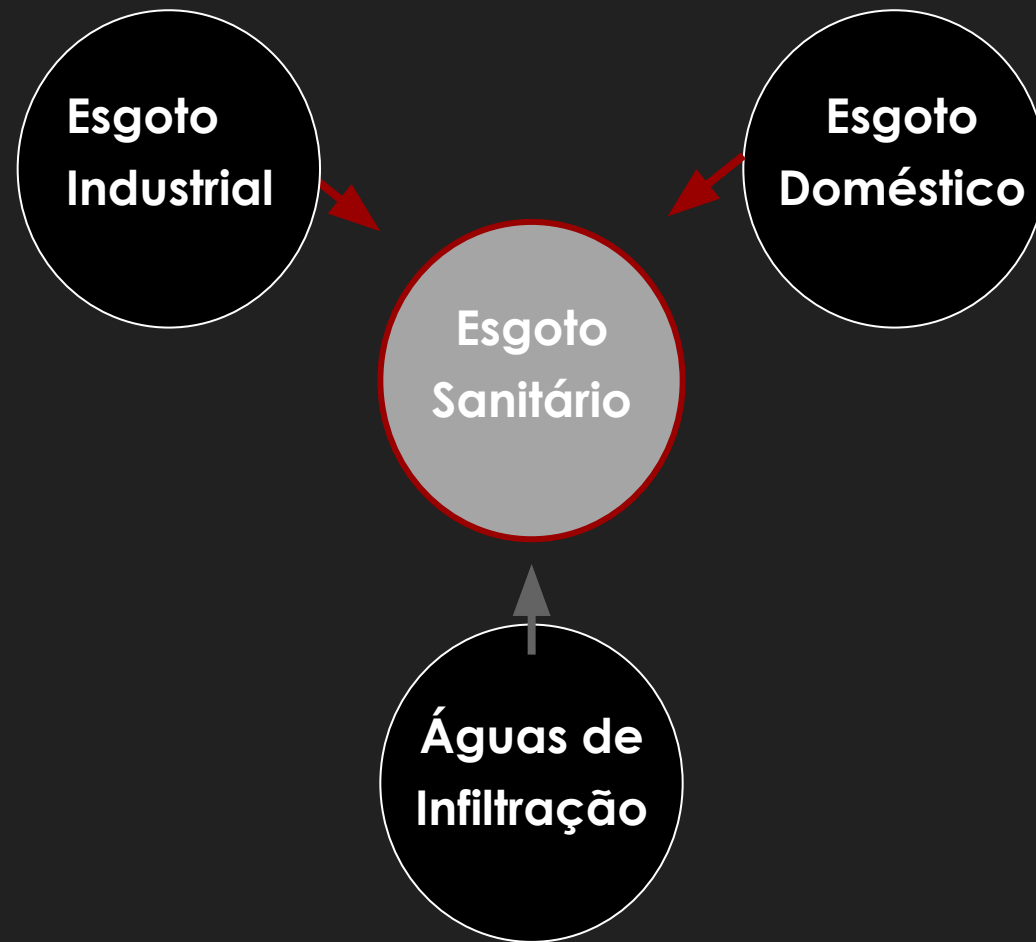 Esgoto
Industrial
Esgoto
Doméstico
Esgoto
Sanitário
Águas de
Infiltração